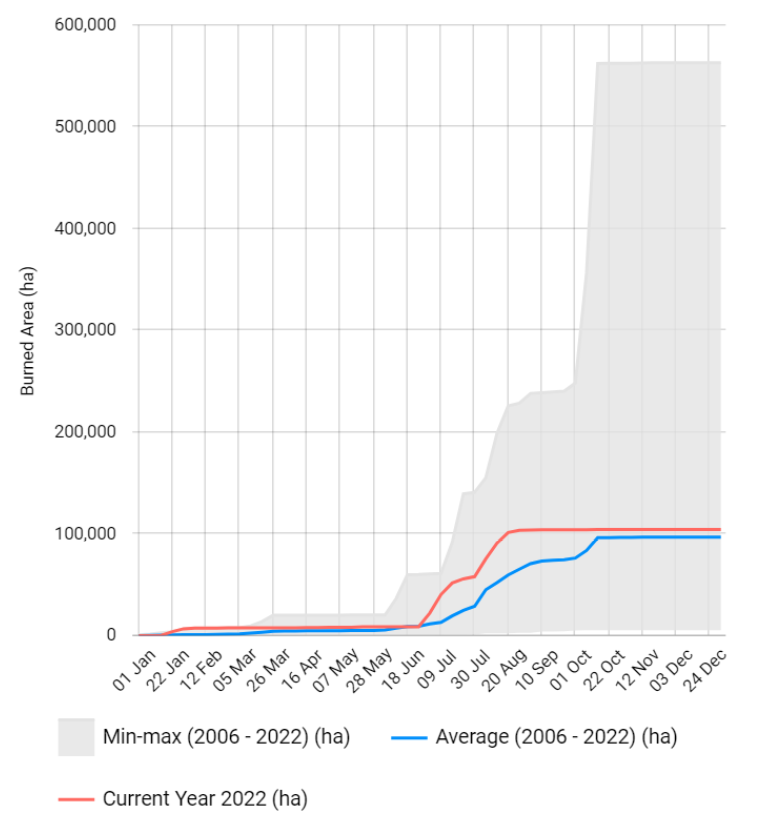 600,000
500,000
400,000
300,000
200,000
100,000
0
Burned Area (ha)
01 Jan
22 Jan
12 Feb
05 Mar
26 Mar
16 Apr
07 May
28 May
18 Jun
09 Jul
30 Jul
20 Aug
10 Sep
01 Oct
22 Oct
12 Nov
03 Dec
24 Dec
Min-max (2006 - 2022) (ha)
Average (2006 - 2022) (ha)
Current Year 2022 (ha)